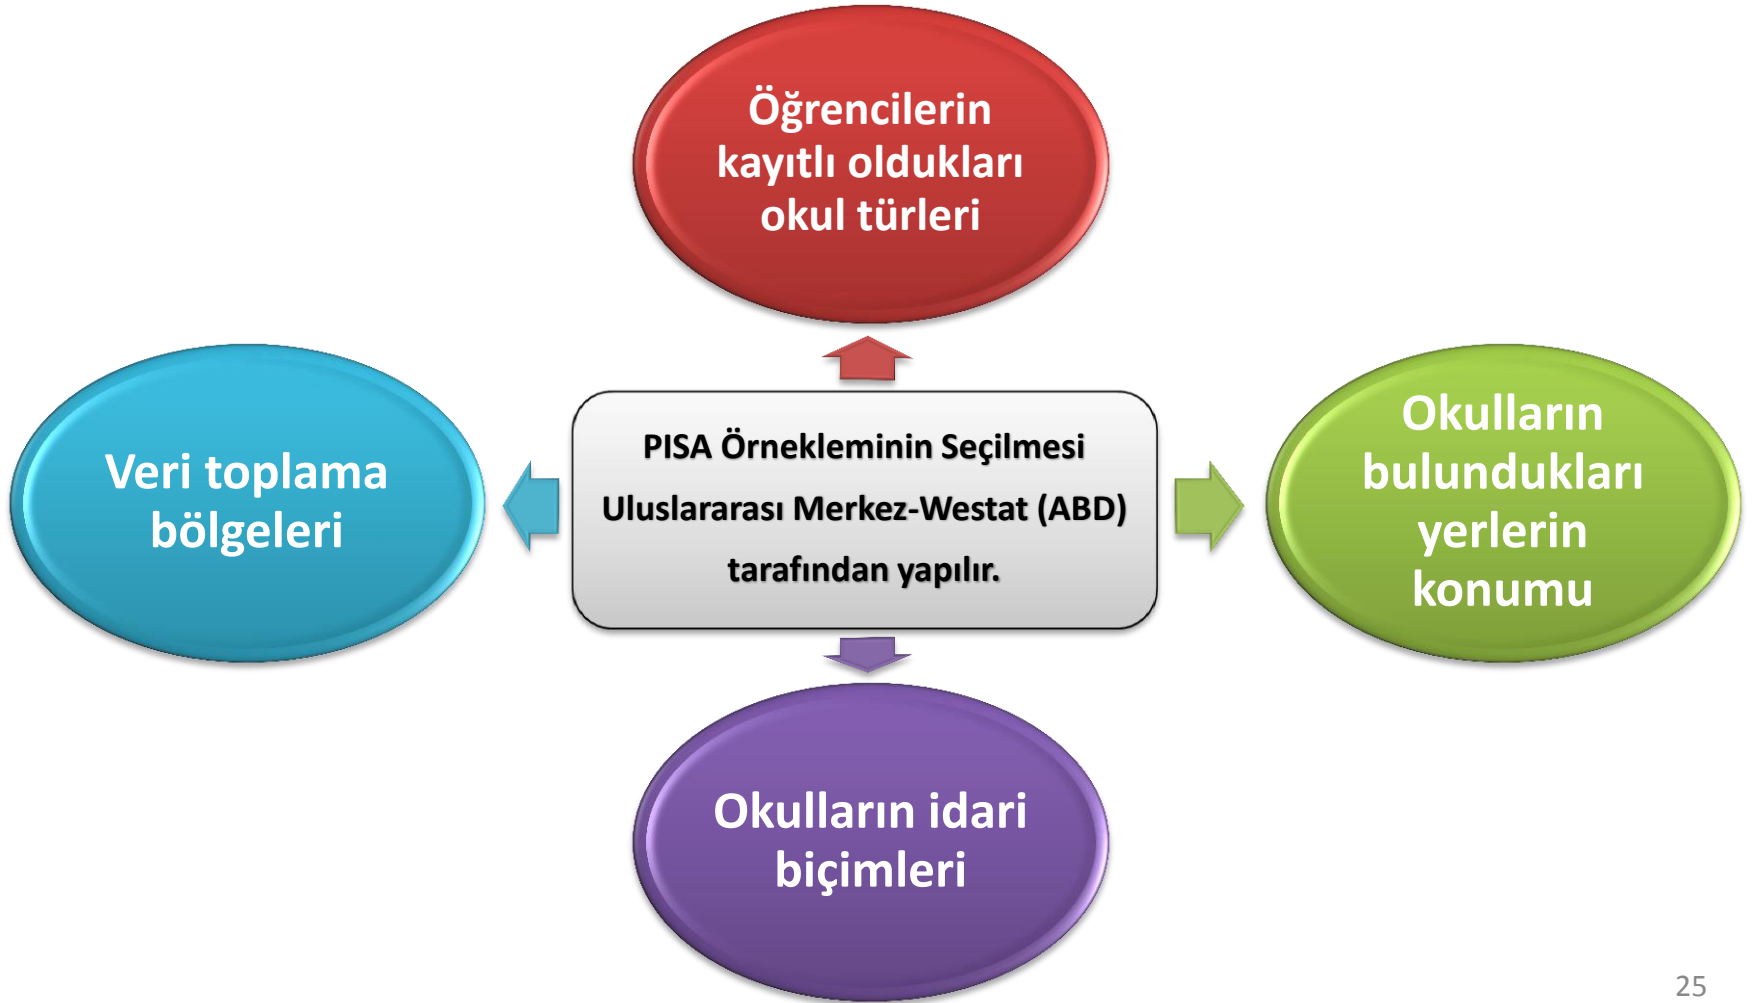 Öğrencilerin
kayıtlı oldukları
okul türleri
Veri toplama
bölgeleri
PISA Örnekleminin Seçilmesi
Uluslararası Merkez-Westat (ABD)
tarafından yapılır.
Okulların
bulundukları
yerlerin
konumu
Okulların idari
biçimleri
25